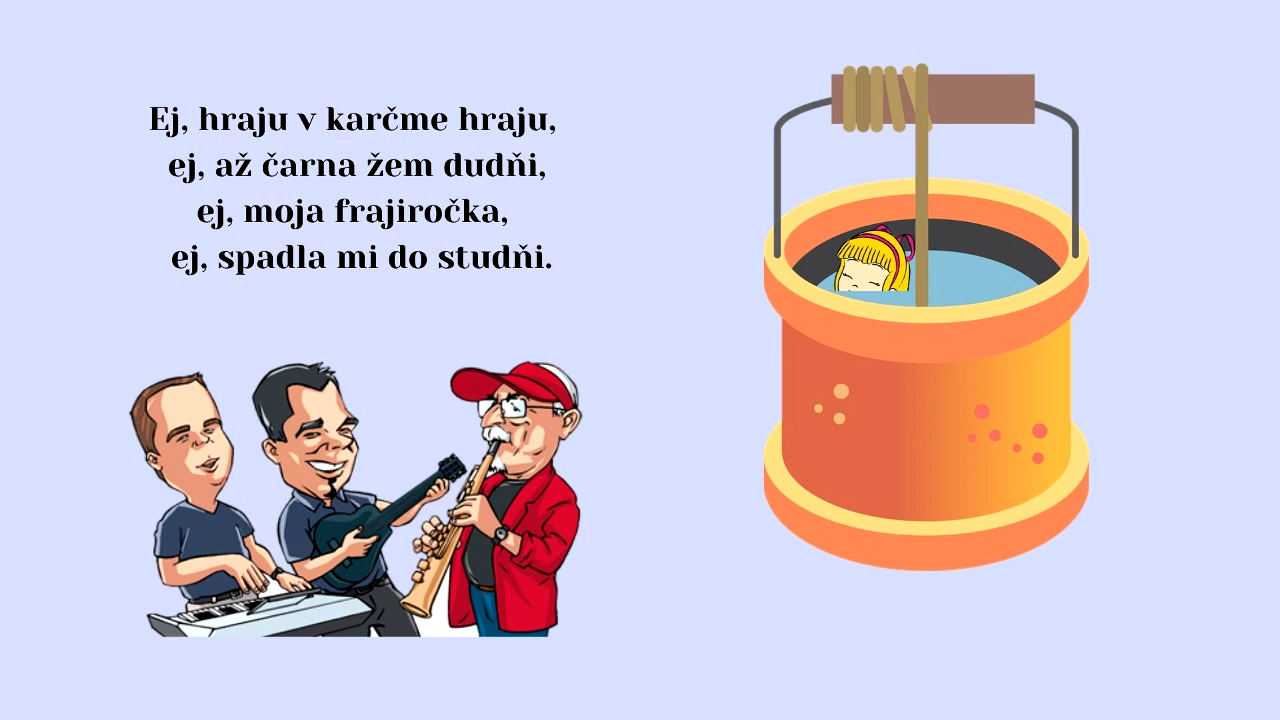 Ej, hraju v karčme hraju,
ej, až čarna žem dudňi,
ej, moja frajiročka,
ej, spadla mi do studňi.